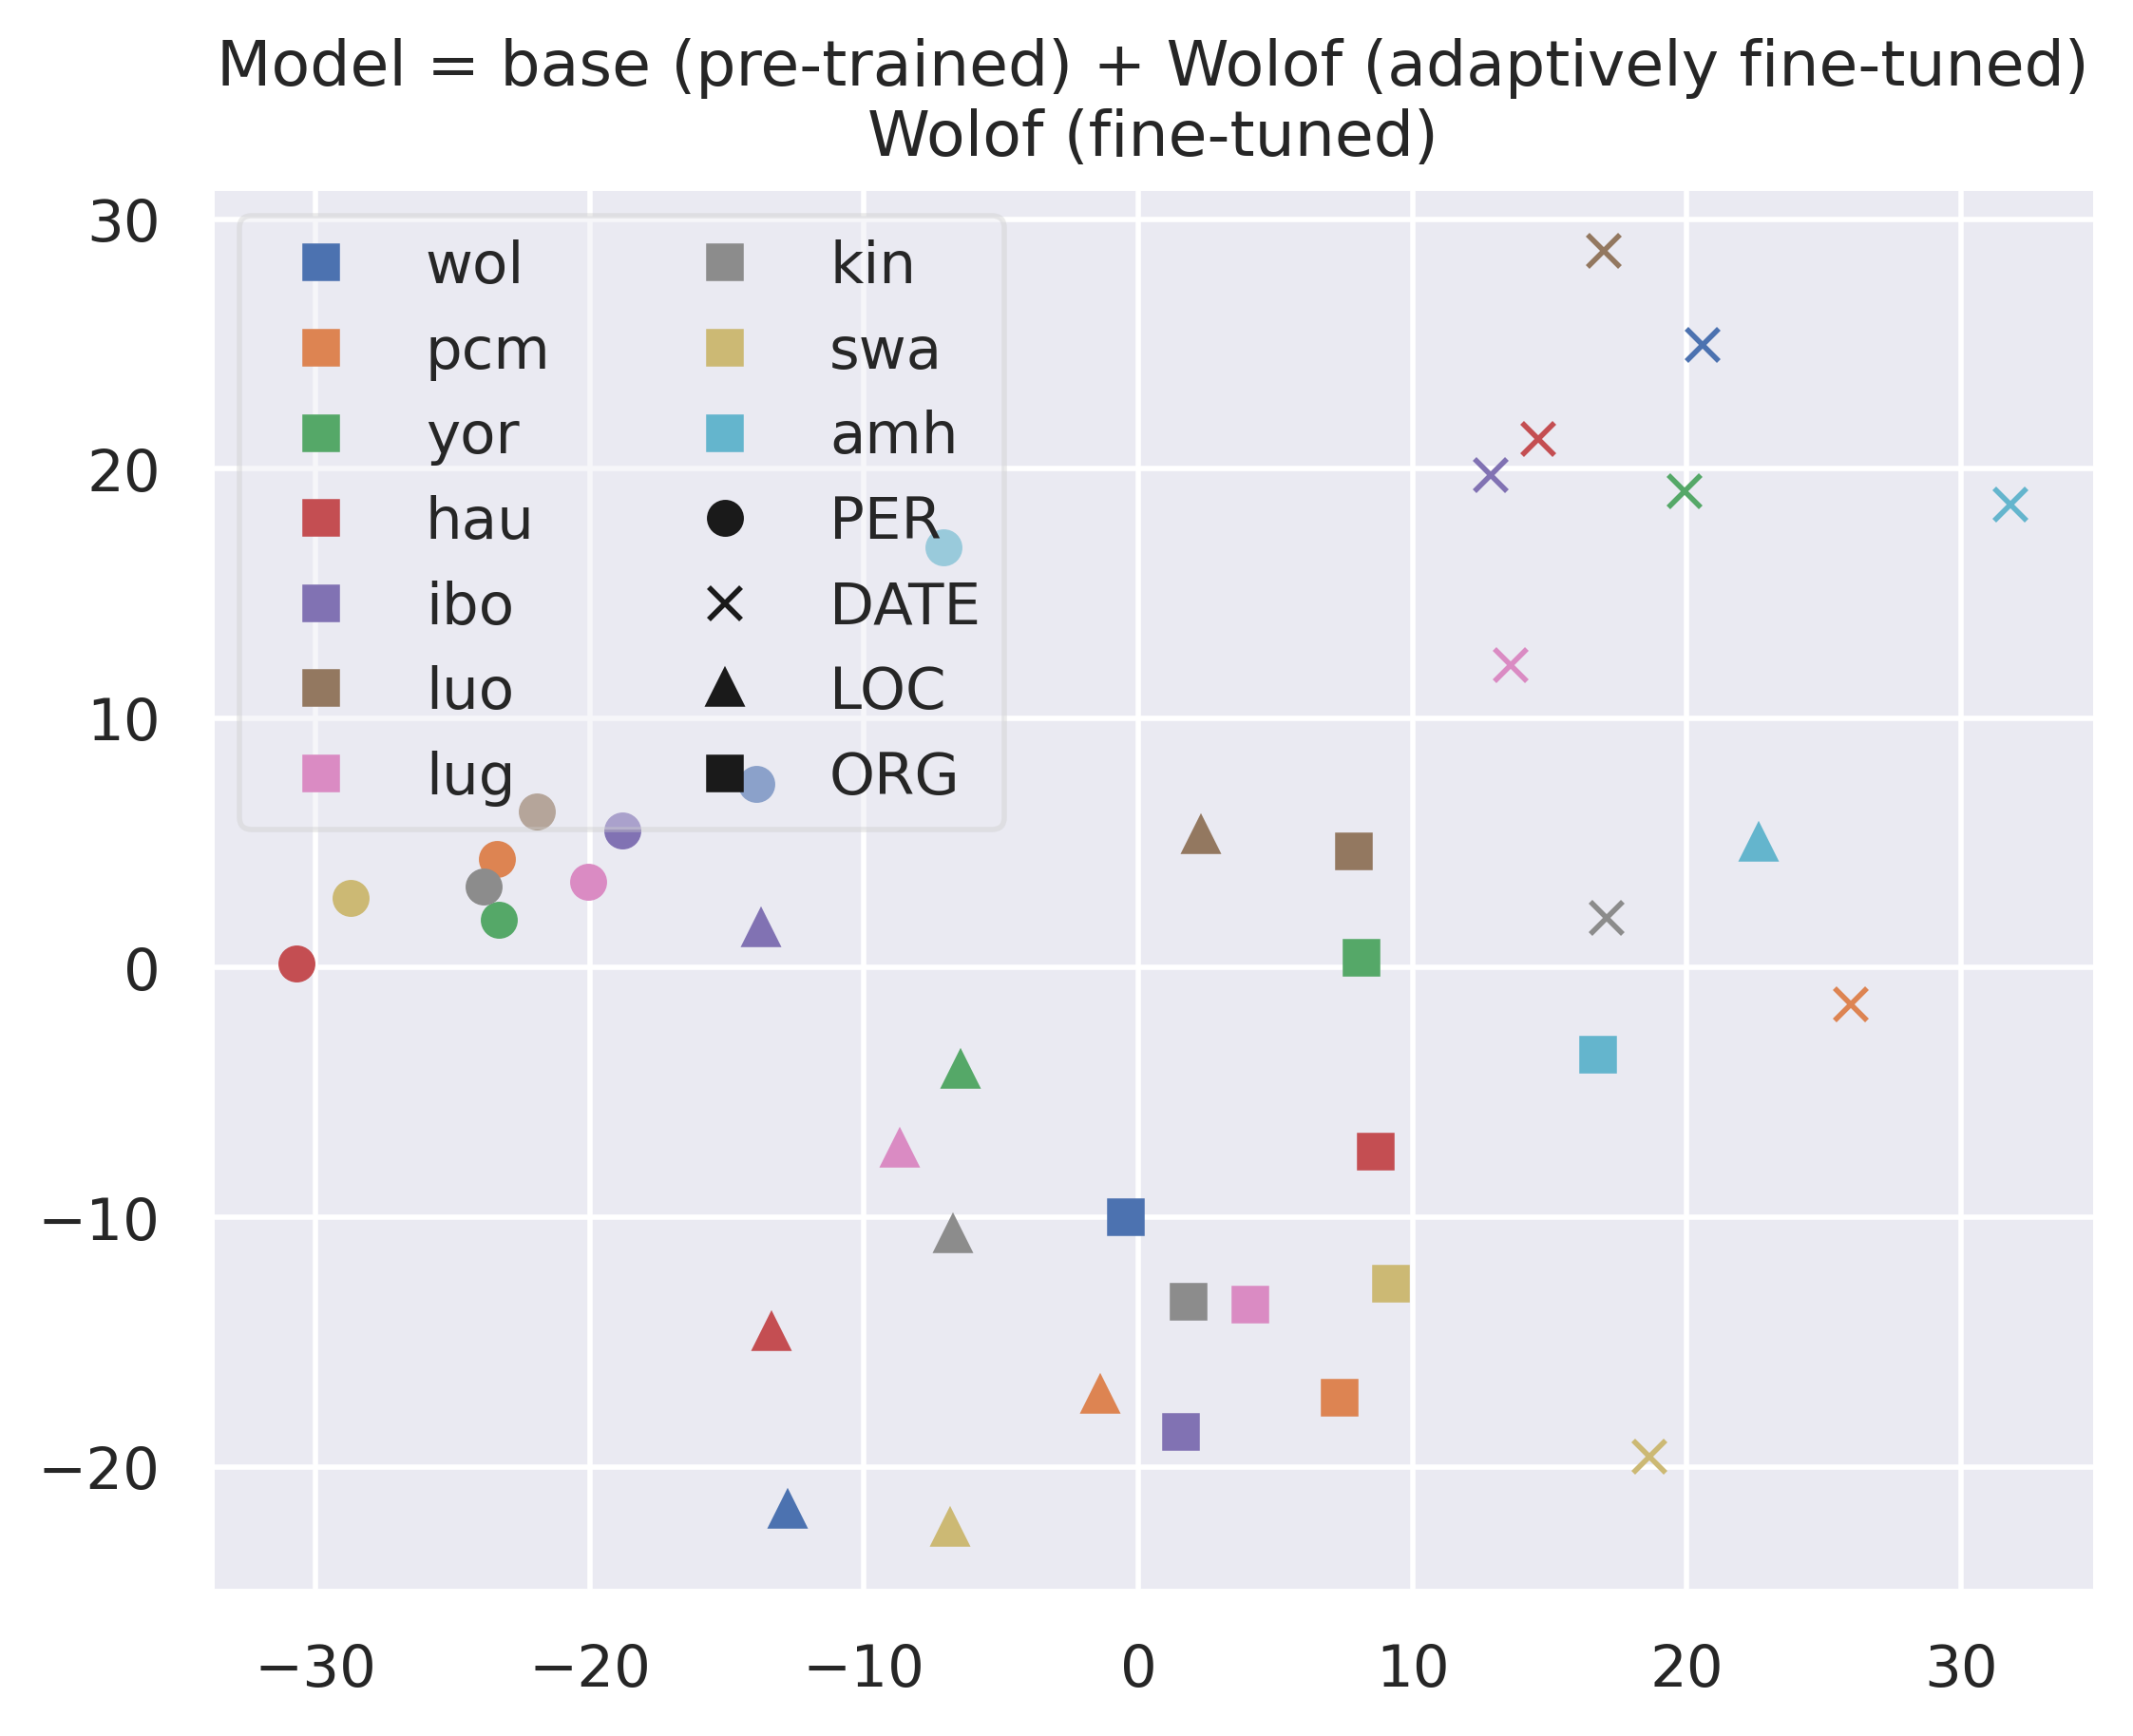 Model = base (pre-trained) + Wolof (adaptively fine-tuned)
Wolof (fine-tuned)
30
20
10
0
−10
−20
wol
pcm
yor
hau
ibo
luo
lug
kin
swa
amh
PER
DATE
LOC
ORG
−30
−20
−10
0
10
20
30